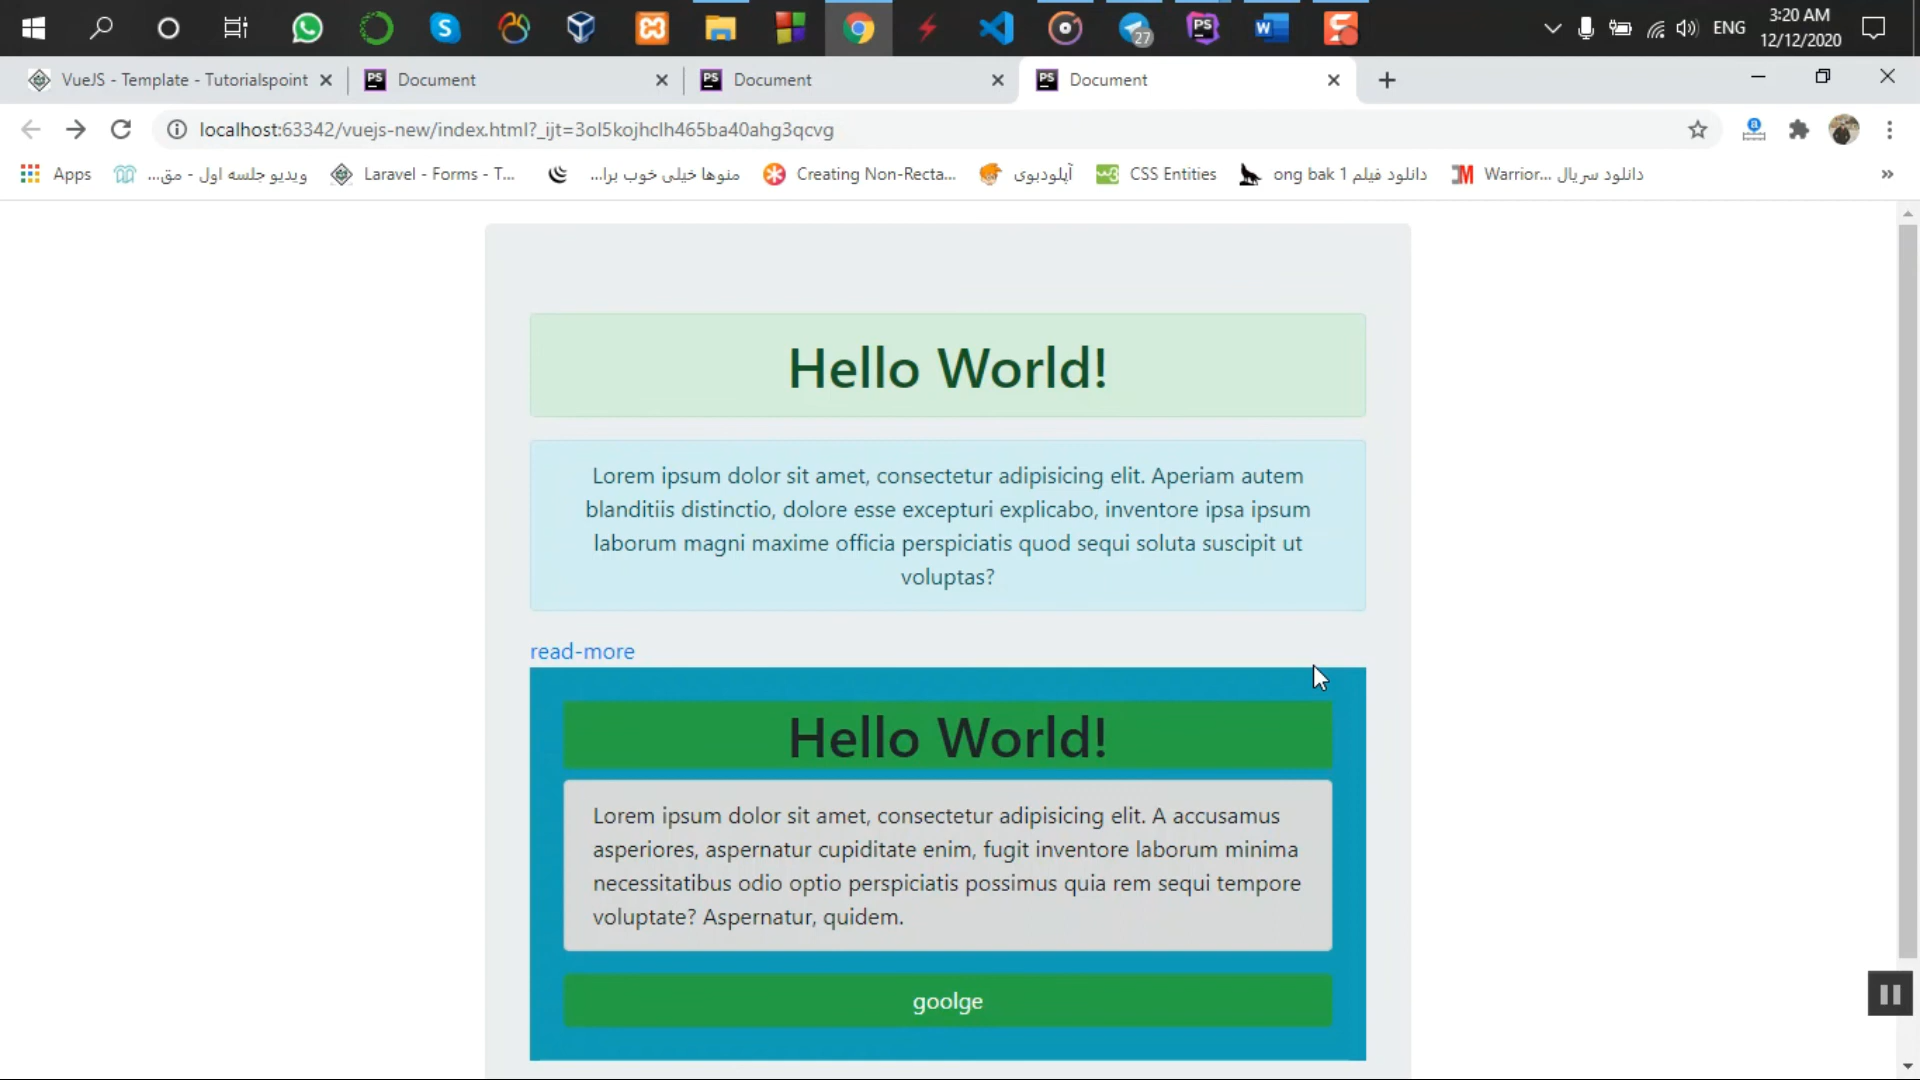 27
PS
W
ENG
3:20 AM
12/12/2020
VueJS - Template - Tutorialspoint
PS Document
PS Document
PS Document
localhost:63342/vuejs-new/index.html?_ijt=3ol5kojhclh465ba40ahg3qcvg
Apps
ویدیو جلسه اول - مق...
Laravel - Forms - T...
منوها خیلی خوب برا...
Creating Non-Recta...
آپلودبوی
CSS Entities
دانلود فیلم ong bak 1
دانلود سریال Warrior...
Hello World!
Lorem ipsum dolor sit amet, consectetur adipisicing elit. Aperiam autem
blanditiis distinctio, dolore esse excepturi explicabo, inventore ipsa ipsum
laborum magni maxime officia perspiciatis quod sequi soluta suscipit ut
voluptas?
read-more
Hello World!
Lorem ipsum dolor sit amet, consectetur adipisicing elit. A accusamus
asperiores, aspernatur cupiditate enim, fugit inventore laborum minima
necessitatibus odio optio perspiciatis possimus quia rem sequi tempore
voluptate? Aspernatur, quidem.
goolge